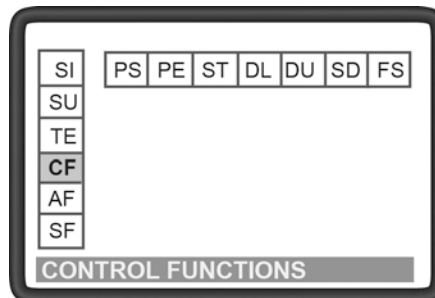 SI PS PE ST DL DU SD FS
SU
TE
CF
AF
SF
CONTROL FUNCTIONS